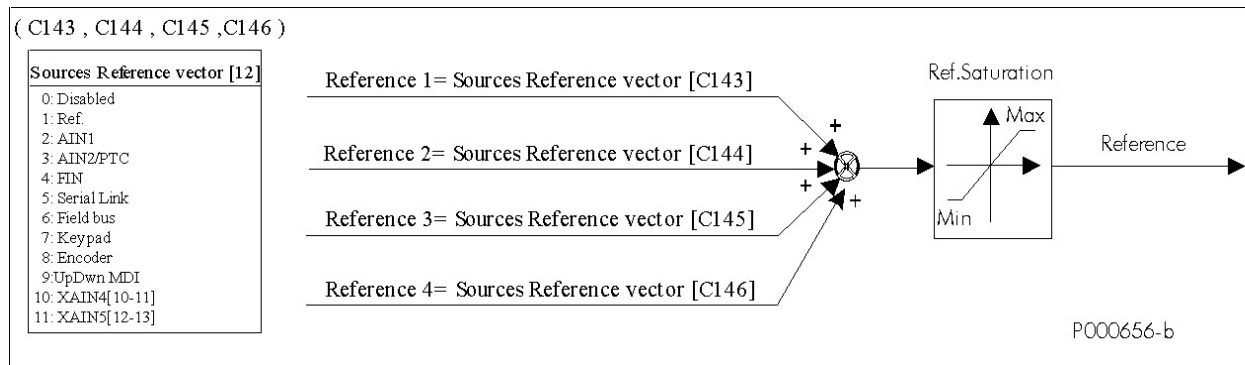 ( C143 , C144 , C145 ,C146 )
Sources Reference vector [12]
0: Disabled
1: Ref.
2: AIN1
3: AIN2/PTC
4: FIN
5: Serial Link
6: Field bus
7: Keypad
8: Encoder
9:UpDwn MDI
10: XAIN4[10-11]
11: XAIN5[12-13]
Reference 1= Sources Reference vector [C143]
Reference 2= Sources Reference vector [C144]
Reference 3= Sources Reference vector [C145]
Reference 4= Sources Reference vector [C146]
+
+
+
+
Ref.Saturation
Max
Min
Reference
P000656-b